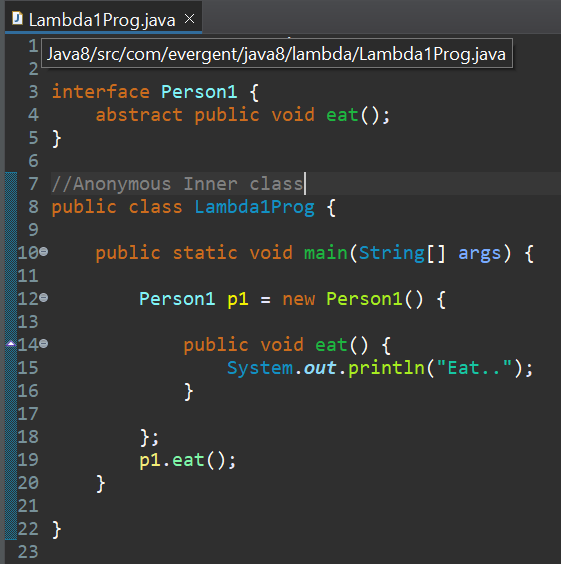 Lambda1Prog.java
1
Java8/src/com/evergent/java8/lambda/Lambda1Prog.java
2
3 interface Person1 {
4     abstract public void eat();
5 }
6
7 //Anonymous Inner class
8 public class Lambda1Prog {
9
10     public static void main(String[] args) {
11
12         Person1 p1 = new Person1() {
13
14             public void eat() {
15                 System.out.println("Eat..");
16             }
17
18         };
19         p1.eat();
20     }
21
22 }
23